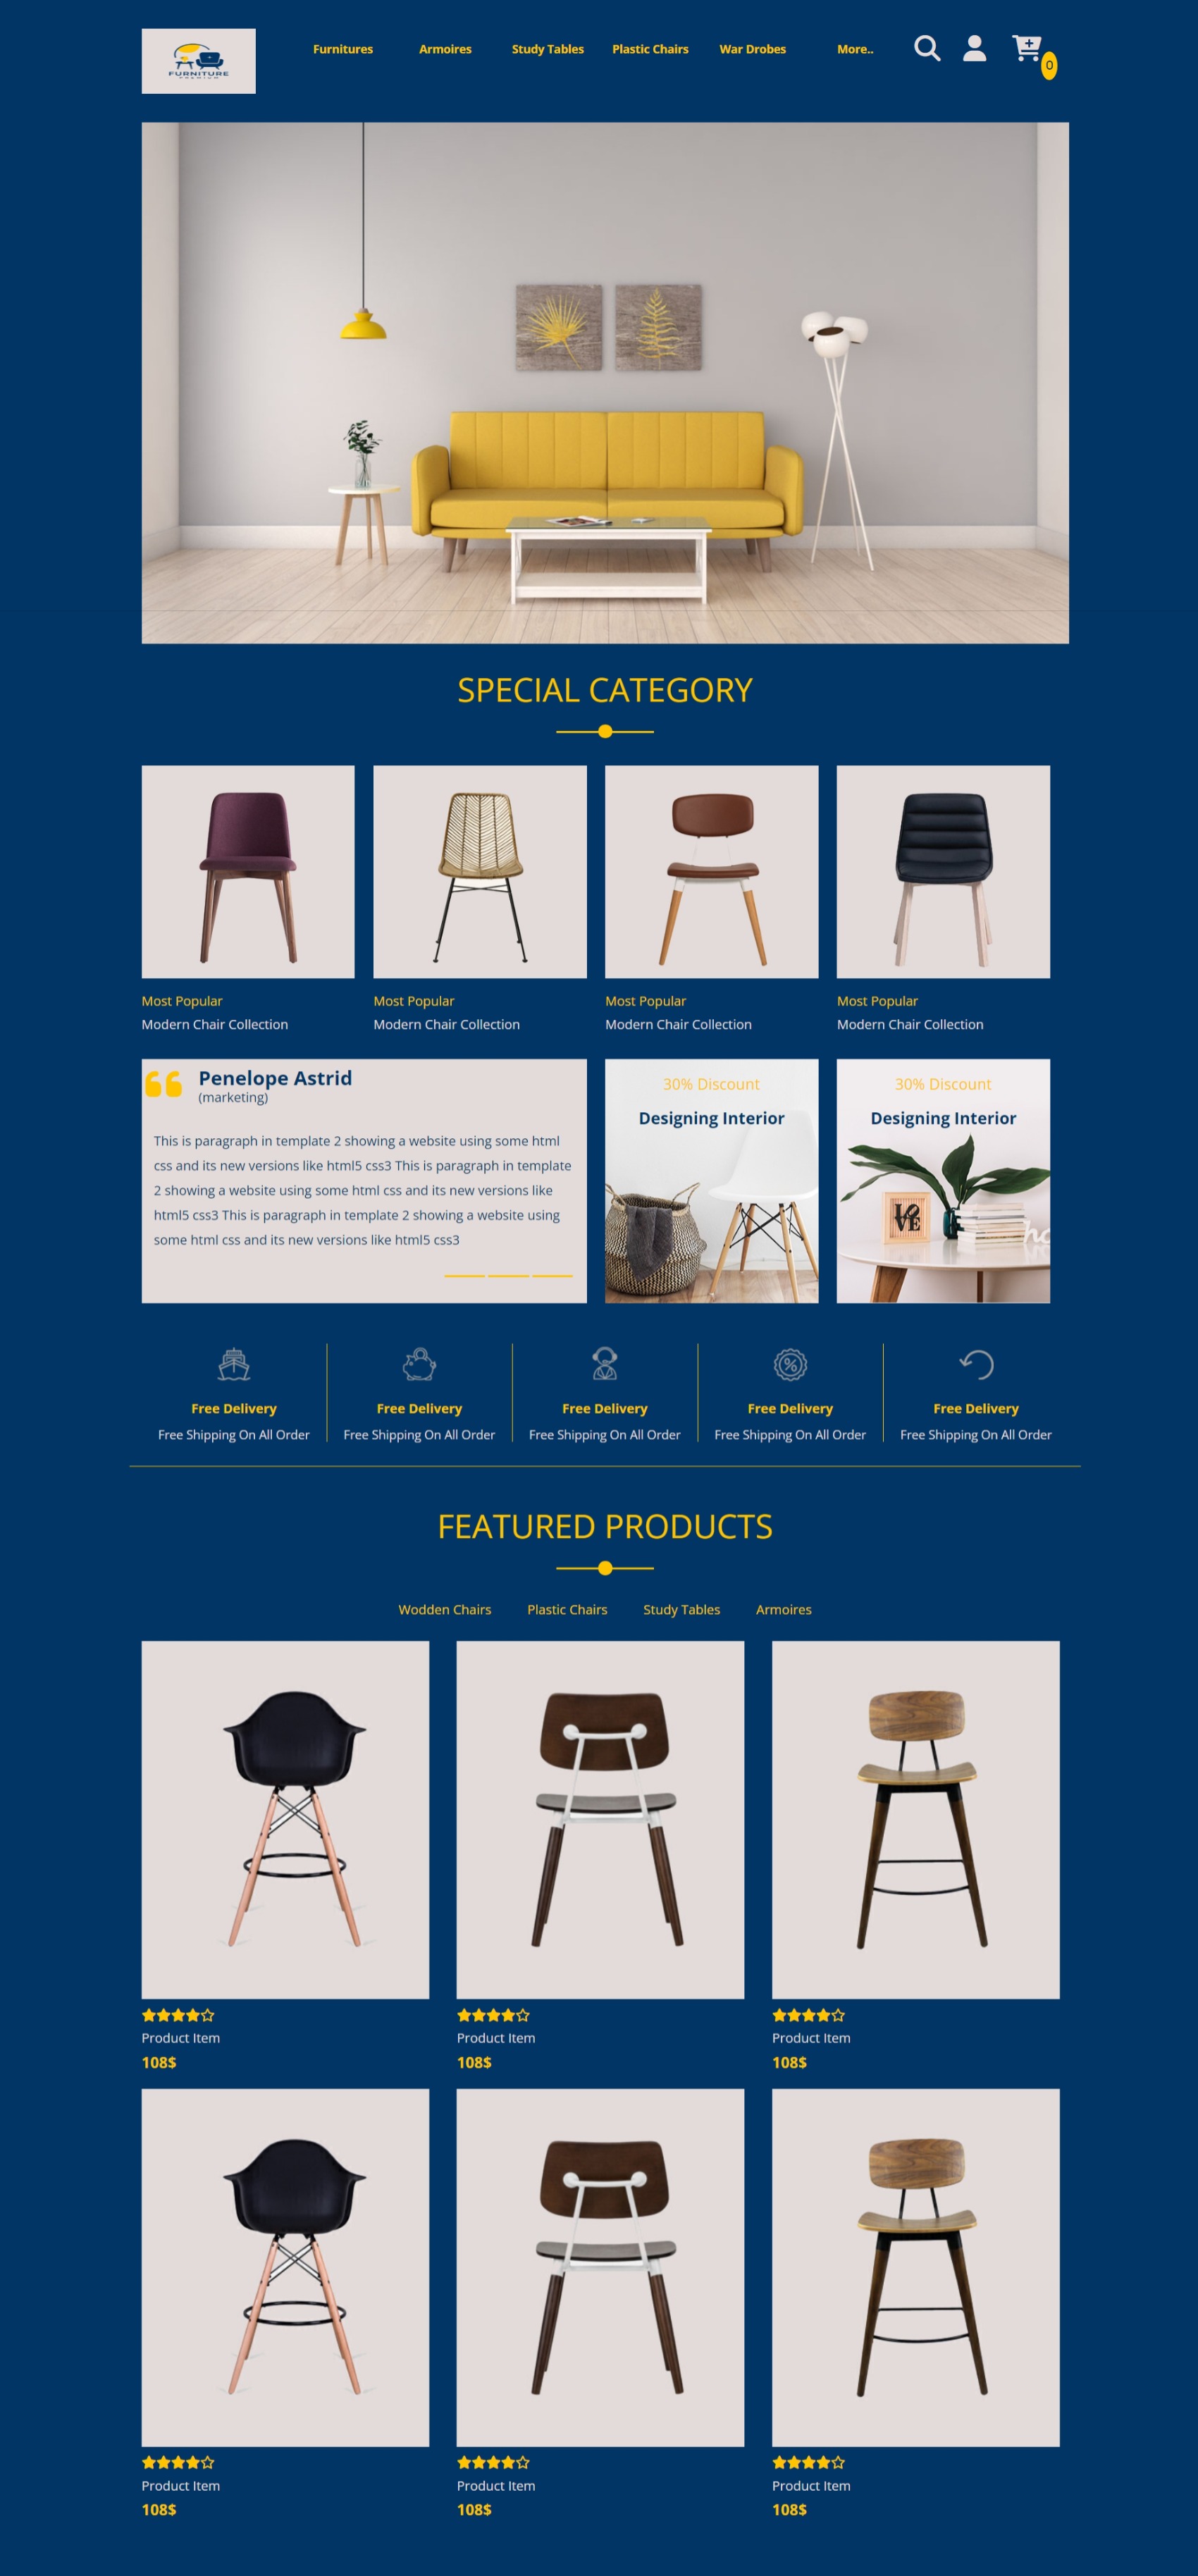 FURNITURE
PREMIUM
Furnitures Armoires Study Tables Plastic Chairs War Drobes More..
0
SPECIAL CATEGORY
Most Popular Most Popular Most Popular Most Popular
Modern Chair Collection Modern Chair Collection Modern Chair Collection Modern Chair Collection
Penelope Astrid
(marketing)
This is paragraph in template 2 showing a website using some html
css and its new versions like html5 css3 This is paragraph in template
2 showing a website using some html css and its new versions like
html5 css3 This is paragraph in template 2 showing a website using
some html css and its new versions like html5 css3
30% Discount
Designing Interior
30% Discount
Designing Interior
LOVE
Free Delivery Free Delivery Free Delivery Free Delivery Free Delivery
Free Shipping On All Order Free Shipping On All Order Free Shipping On All Order Free Shipping On All Order Free Shipping On All Order
FEATURED PRODUCTS
Wodden Chairs Plastic Chairs Study Tables Armoires
Product Item Product Item Product Item
108$ 108$ 108$
Product Item Product Item Product Item
108$ 108$ 108$